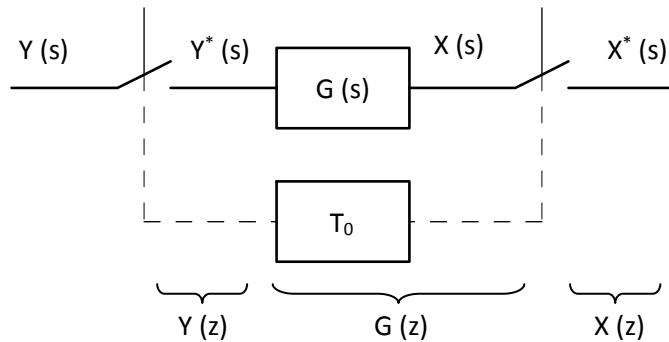 Y (s) Y* (s) X (s) X* (s)
G (s)
T₀
Y (z) G (z) X (z)